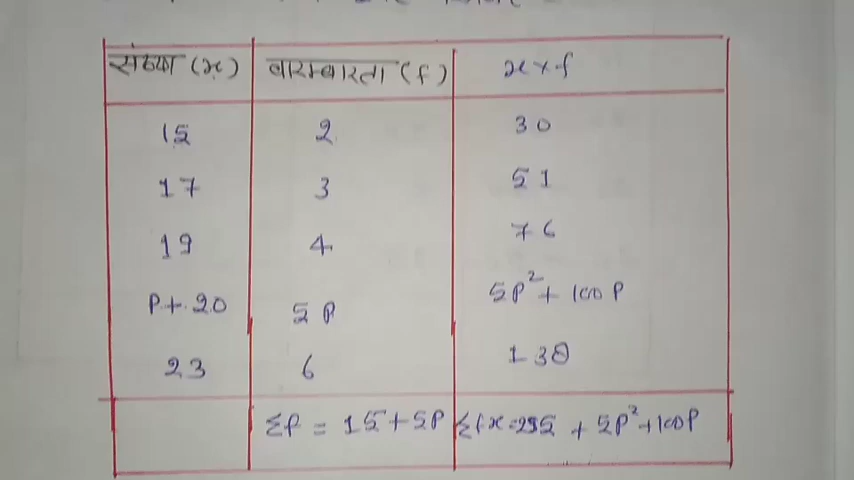 संख्या (x) बारम्बारता (f) x x f
15 2 30
17 3 51
19 4 76
P+20 5P 5P²+100P
23 6 138
Σf = 15+5P Σfx=295 + 5P²+100P